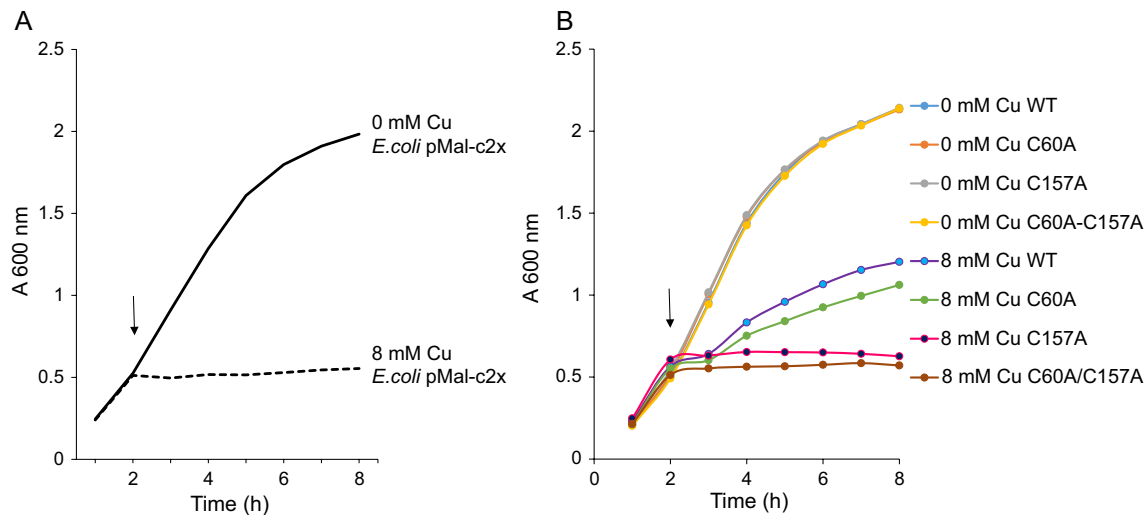 A
2.5
2
1.5
1
0.5
0
2
4
6
8
A 600 nm
Time (h)
0 mM Cu
E.coli pMal-c2x
8 mM Cu
E.coli pMal-c2x
B
2.5
2
1.5
1
0.5
0
0
2
4
6
8
A 600 nm
Time (h)
0 mM Cu WT
0 mM Cu C60A
0 mM Cu C157A
0 mM Cu C60A-C157A
8 mM Cu WT
8 mM Cu C60A
8 mM Cu C157A
8 mM Cu C60A/C157A